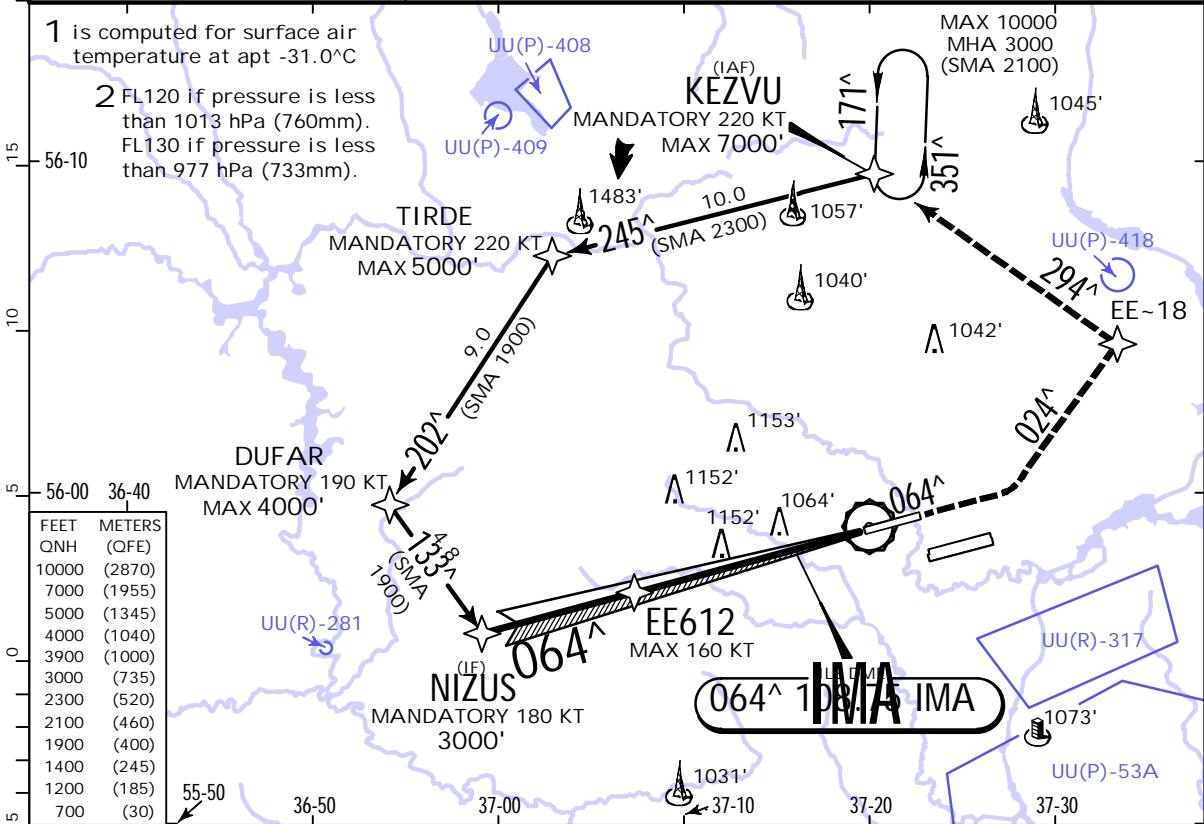 1 is computed for surface air
temperature at apt -31.0^C
2 FL120 if pressure is less
than 1013 hPa (760mm).
FL130 if pressure is less
than 977 hPa (733mm).
UU(P)-408
UU(P)-409
(IAF)
KEZVU
MANDATORY 220 KT
MAX 7000'
MAX 10000
MHA 3000
(SMA 2100)
171^
351^
1045'
56-10
15
1483'
10.0
245^
(SMA 2300)
1057'
TIRDE
MANDATORY 220 KT
MAX 5000'
UU(P)-418
294^
EE~18
1040'
1042'
10
9.0
(SMA 1900)
202^
024^
1153'
DUFAR
MANDATORY 190 KT
MAX 4000'
1152'
1064'
1152'
064^
5
56-00
36-40
4.8
133^
(SMA
1900)
FEET METERS
QNH (QFE)
10000 (2870)
7000 (1955)
5000 (1345)
4000 (1040)
3900 (1000)
3000 (735)
2300 (520)
2100 (460)
1900 (400)
1400 (245)
1200 (185)
700 (30)
UU(R)-281
0
EE612
MAX 160 KT
064^
(IF)
NIZUS
MANDATORY 180 KT
3000'
IMA
064^ 108.75 IMA
UU(R)-317
1073'
UU(P)-53A
1031'
5
55-50
36-50
37-00
37-10
37-20
37-30